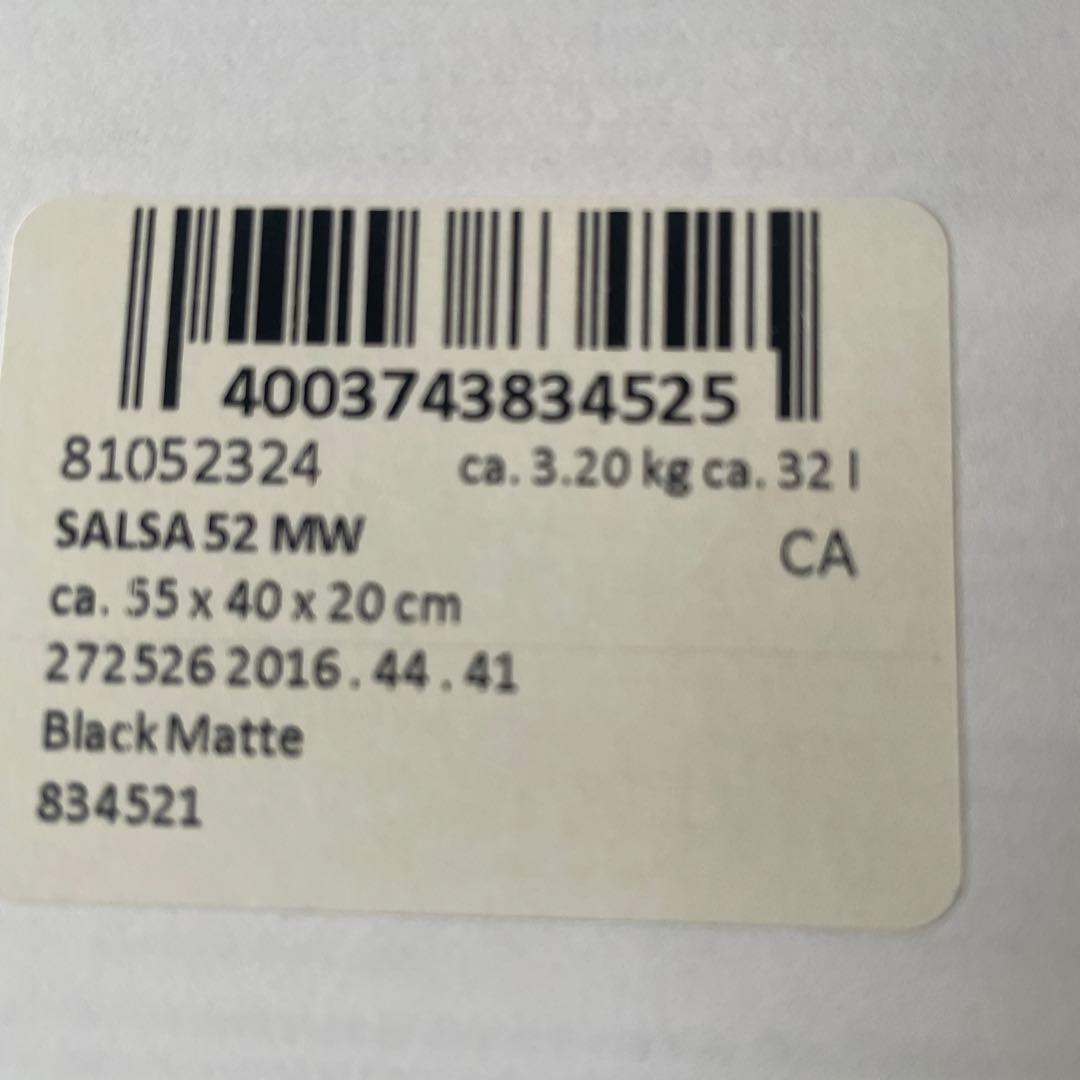 4003743834525
81052324 ca. 3.20 kg ca. 32 l
SALSA 52 MW CA
ca. 55 x 40 x 20 cm
272526 2016 . 44 . 41
Black Matte
834521